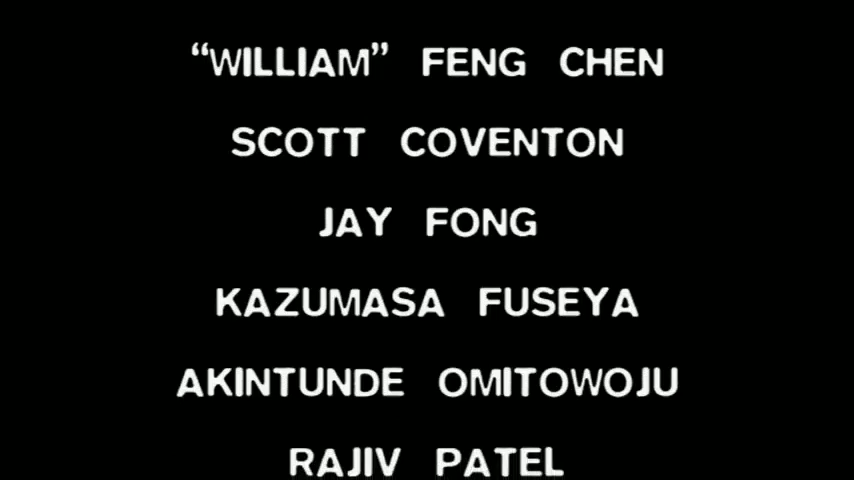 “WILLIAM” FENG CHEN
SCOTT COVENTON
JAY FONG
KAZUMASA FUSEYA
AKINTUNDE OMITOWOJU
RAJIV PATEL